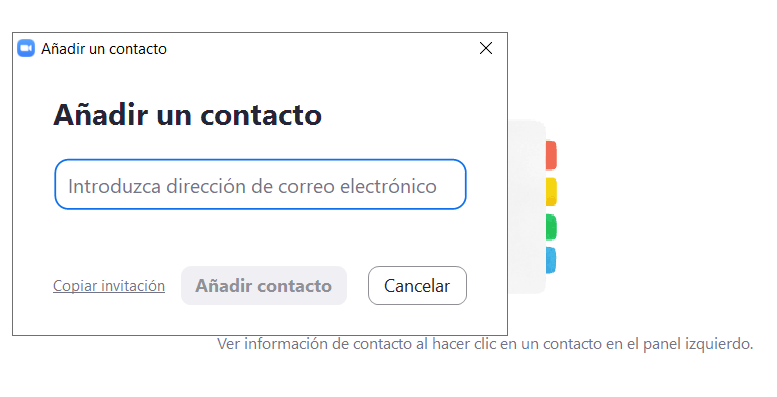 Añadir un contacto
Añadir un contacto
Introduzca dirección de correo electrónico
Copiar invitación
Añadir contacto
Cancelar
Ver información de contacto al hacer clic en un contacto en el panel izquierdo.